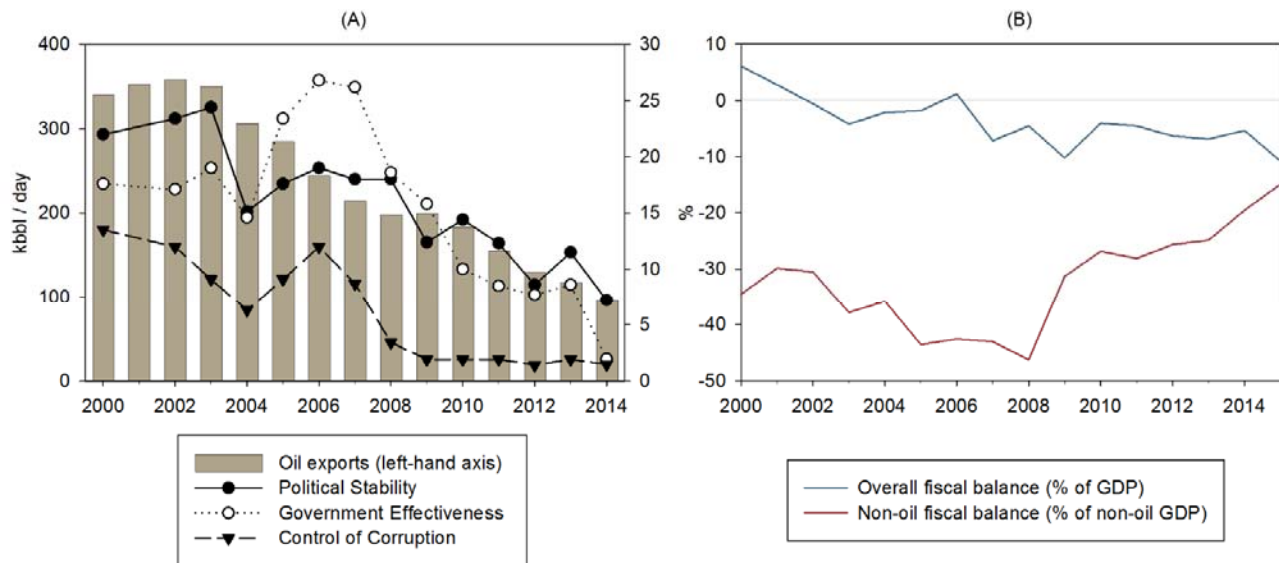 (A)
400
300
200
100
0
kbbl / day
30
25
20
15
10
5
0
2000 2002 2004 2006 2008 2010 2012 2014
Oil exports (left-hand axis)
Political Stability
Government Effectiveness
Control of Corruption
(B)
10
0
-10
-20
-30
-40
-50
%
2000 2002 2004 2006 2008 2010 2012 2014
Overall fiscal balance (% of GDP)
Non-oil fiscal balance (% of non-oil GDP)